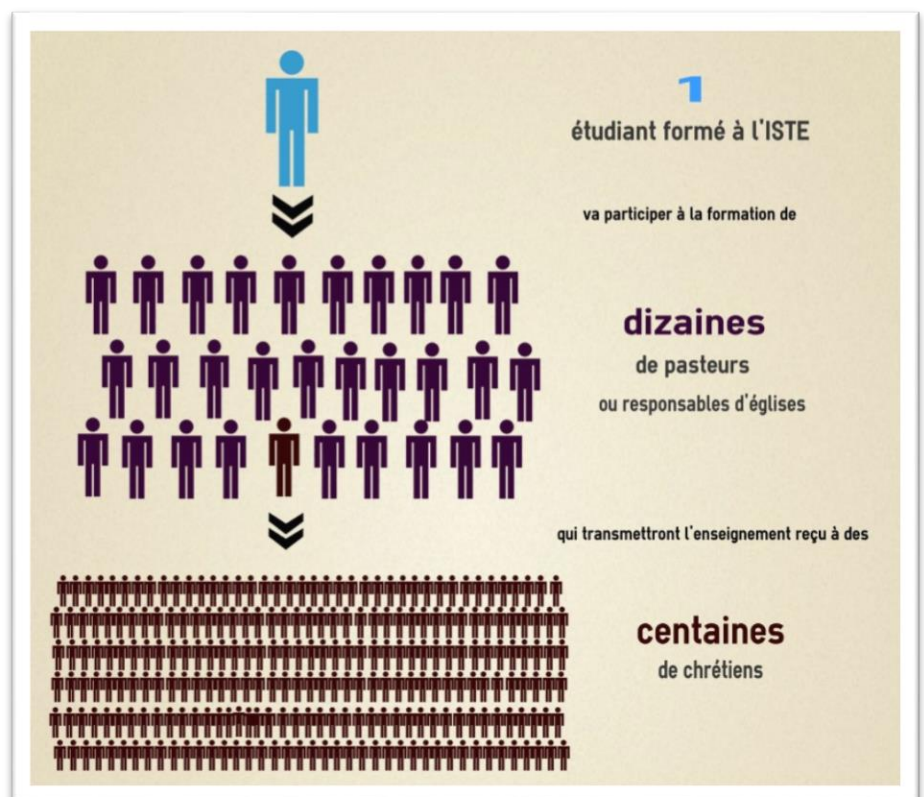 1
étudiant formé à l'ISTE
va participer à la formation de
dizaines
de pasteurs
ou responsables d'églises
qui transmettront l'enseignement reçu à des
centaines
de chrétiens